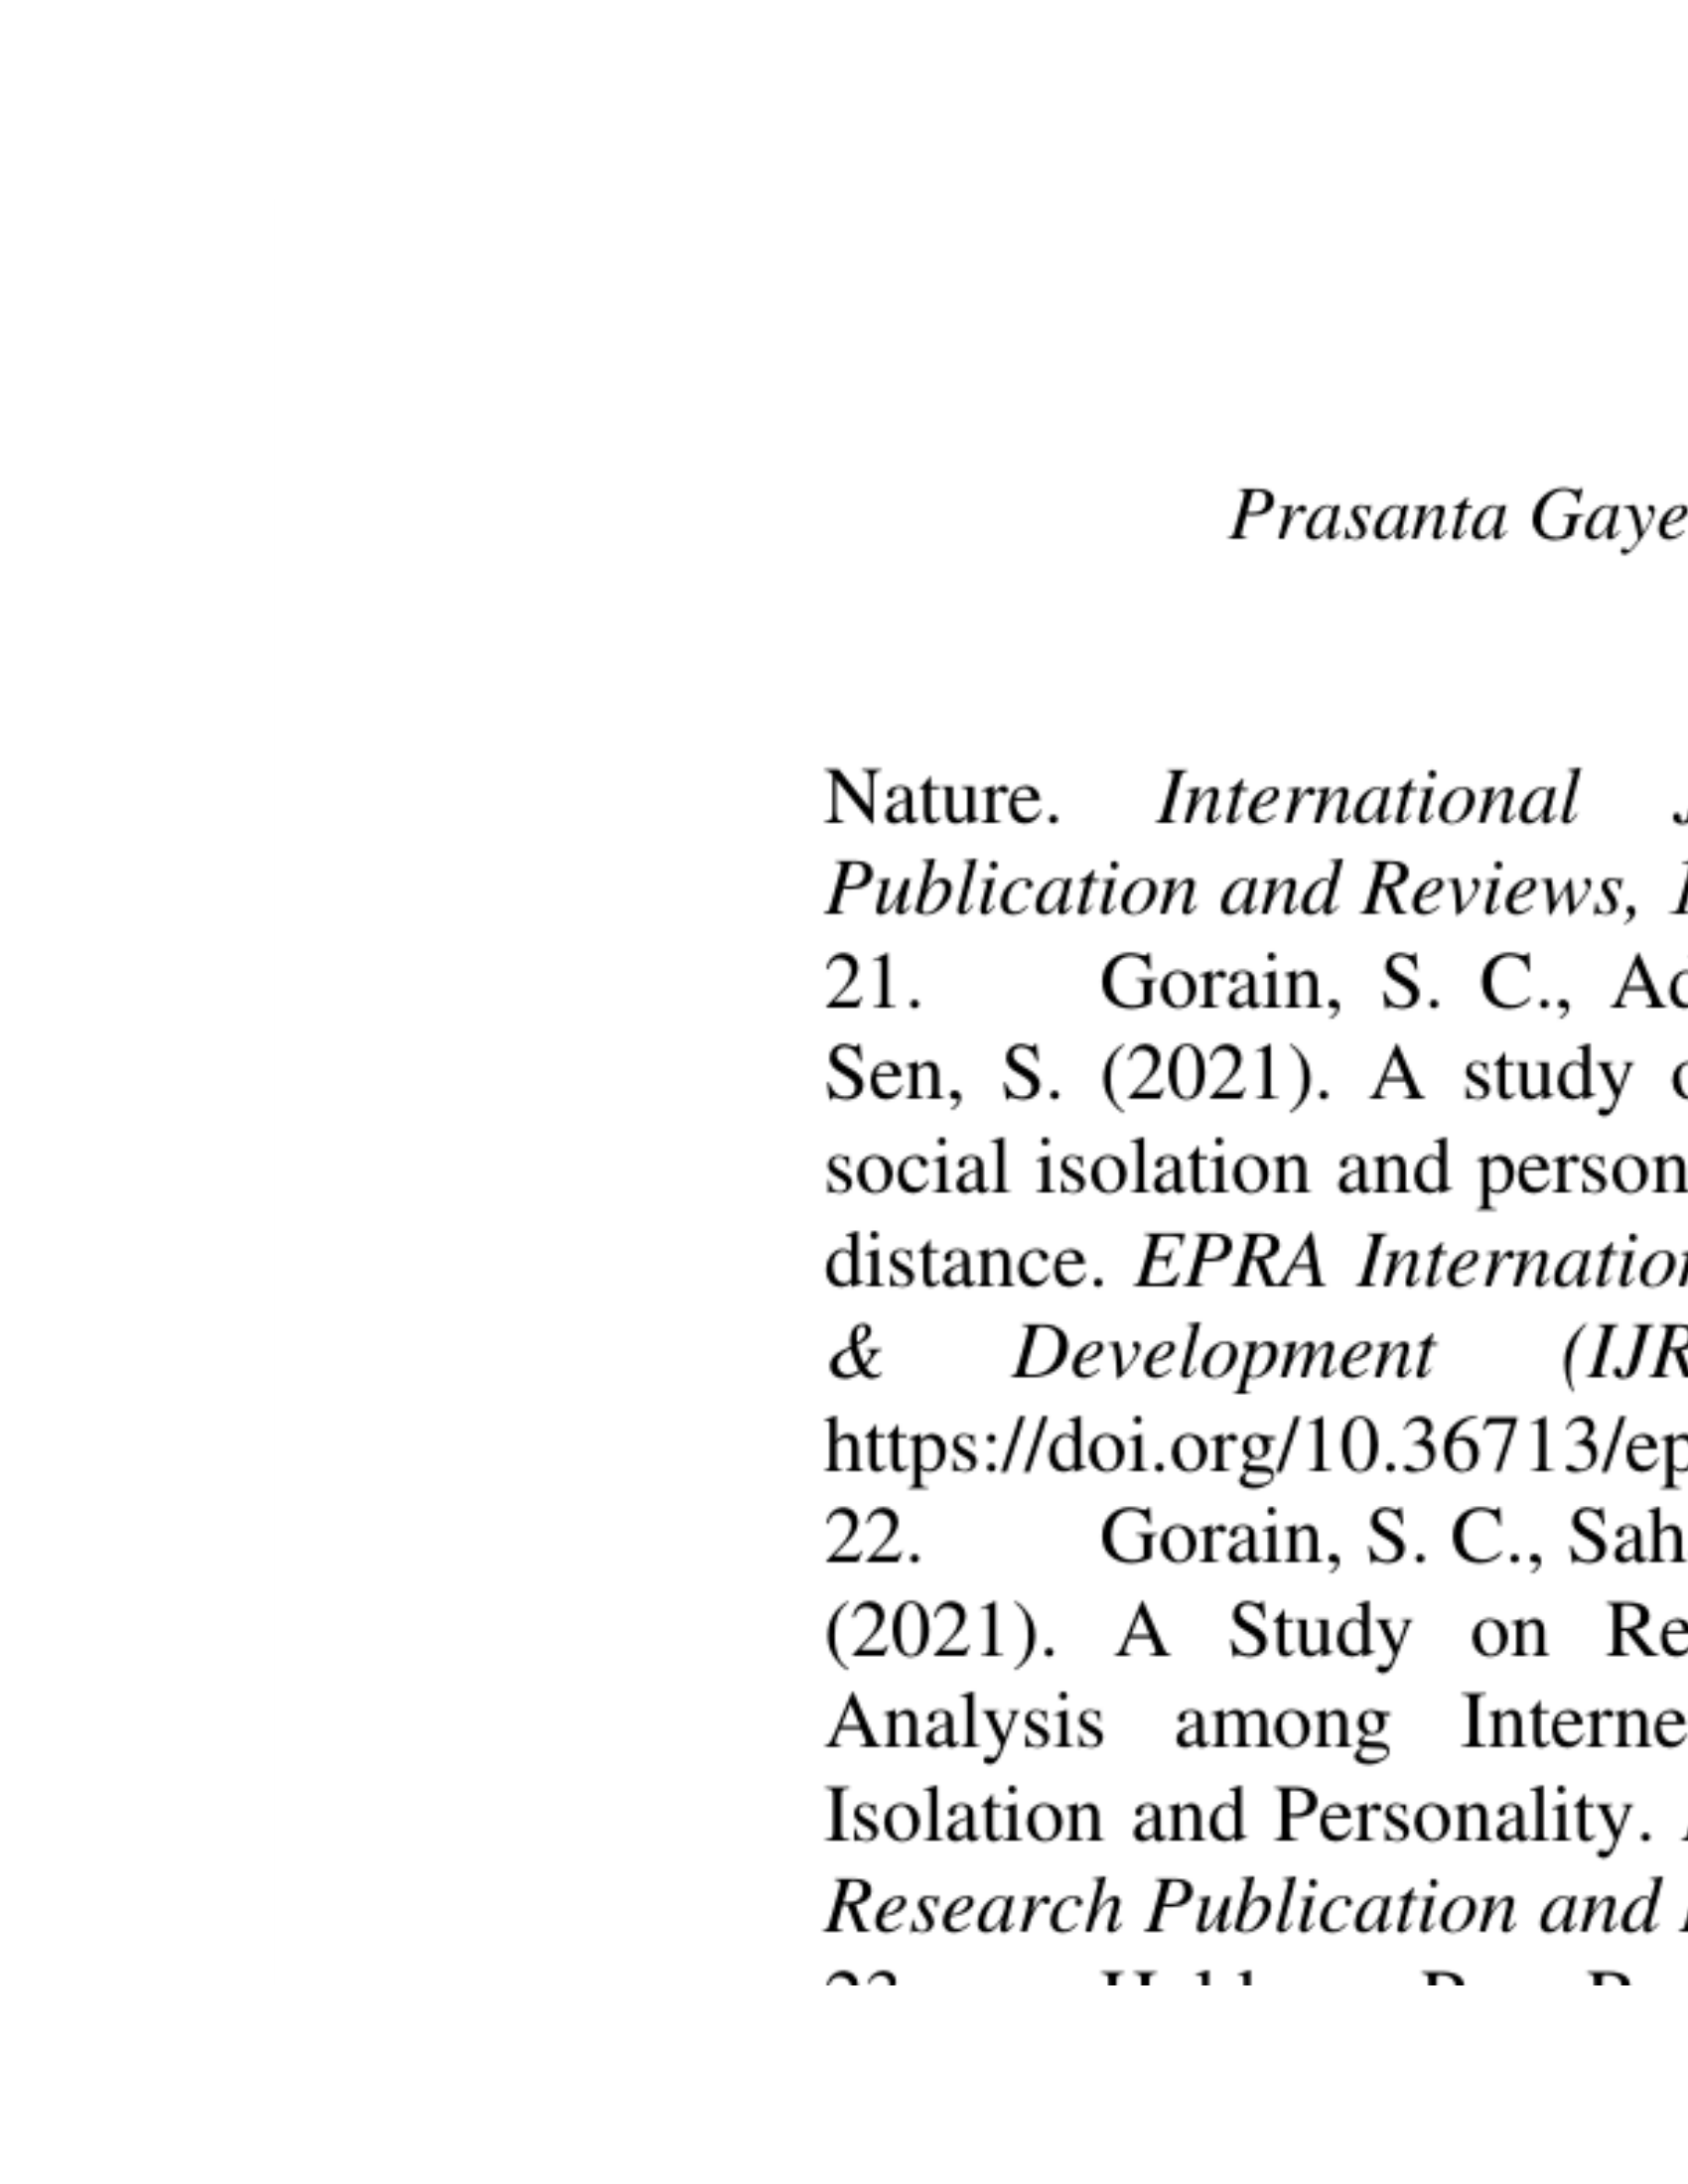 Prasanta Gaye
Nature. International
Publication and Reviews,
21. Gorain, S. C.,
Sen, S. (2021). A study
social isolation and person
distance. EPRA Internation
& Development (IJR
https://doi.org/10.36713/ep
22. Gorain, S. C., Sah
(2021). A Study on Re
Analysis among Interne
Isolation and Personality.
Research Publication and